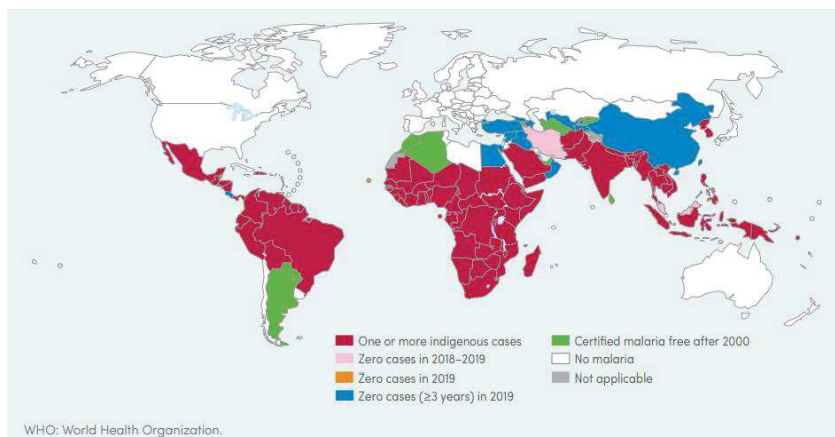 One or more indigenous cases
Zero cases in 2018–2019
Zero cases in 2019
Zero cases (≥3 years) in 2019
Certified malaria free after 2000
No malaria
Not applicable
WHO: World Health Organization.